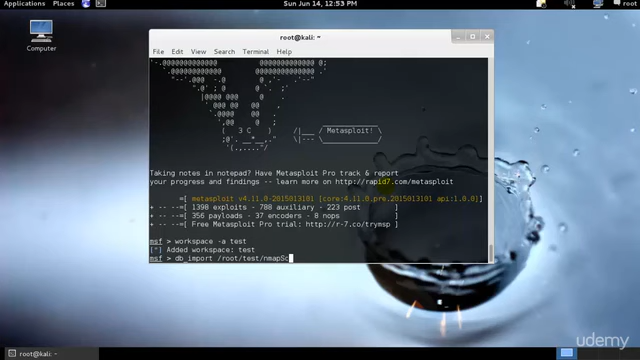 Applications Places Sun Jun 14, 12:53 PM root
Computer
root@kali: ~
File Edit View Search Terminal Help
3 C
Metasploit!
Taking notes in notepad? Have Metasploit Pro track & report
your progress and findings -- learn more on http://rapid7.com/metasploit
=[ metasploit v4.11.0-2015013101 [core:4.11.0.pre.2015013101 api:1.0.0]]
+ -- --=[ 1398 exploits - 788 auxiliary - 223 post ]
+ -- --=[ 356 payloads - 37 encoders - 8 nops ]
+ -- --=[ Free Metasploit Pro trial: http://r-7.co/trymsp ]
msf > workspace -a test
[*] Added workspace: test
msf > db_import /root/test/nmapSc
root@kali: ~
udemy